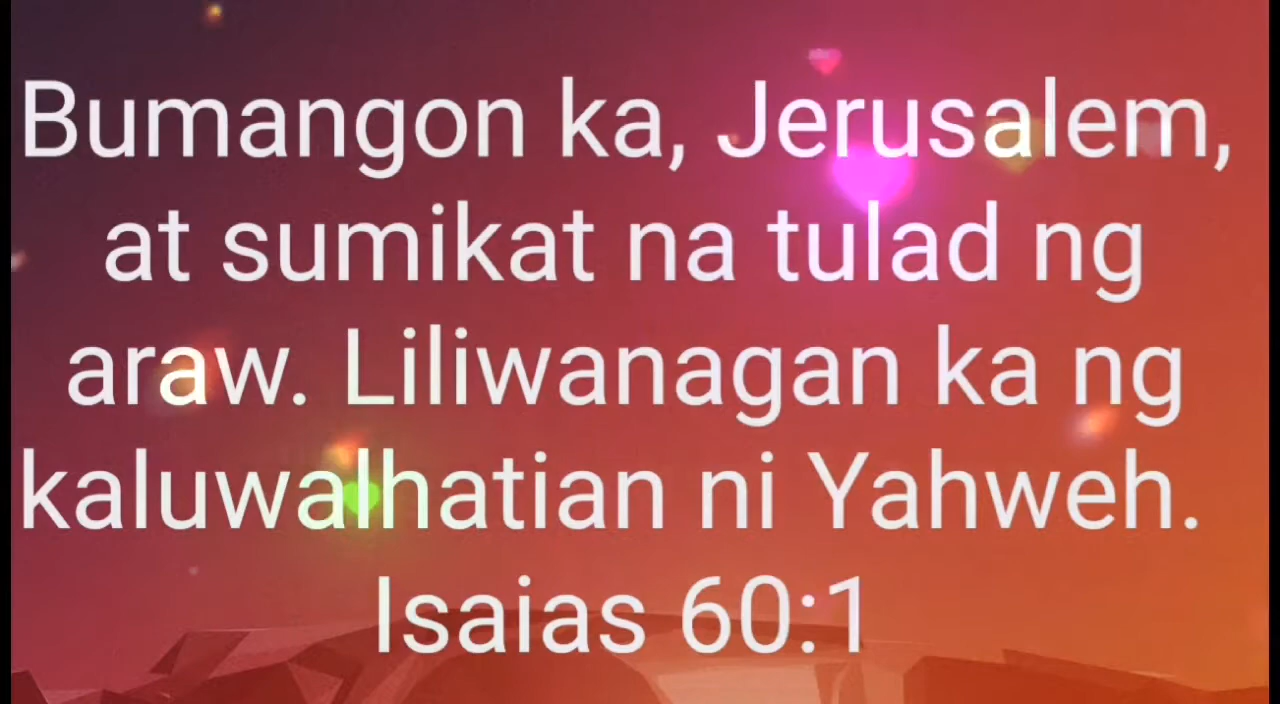 Bumangon ka, Jerusalem,
at sumikat na tulad ng
araw. Liliwanagan ka ng
kaluwalhatian ni Yahweh.
Isaias 60:1